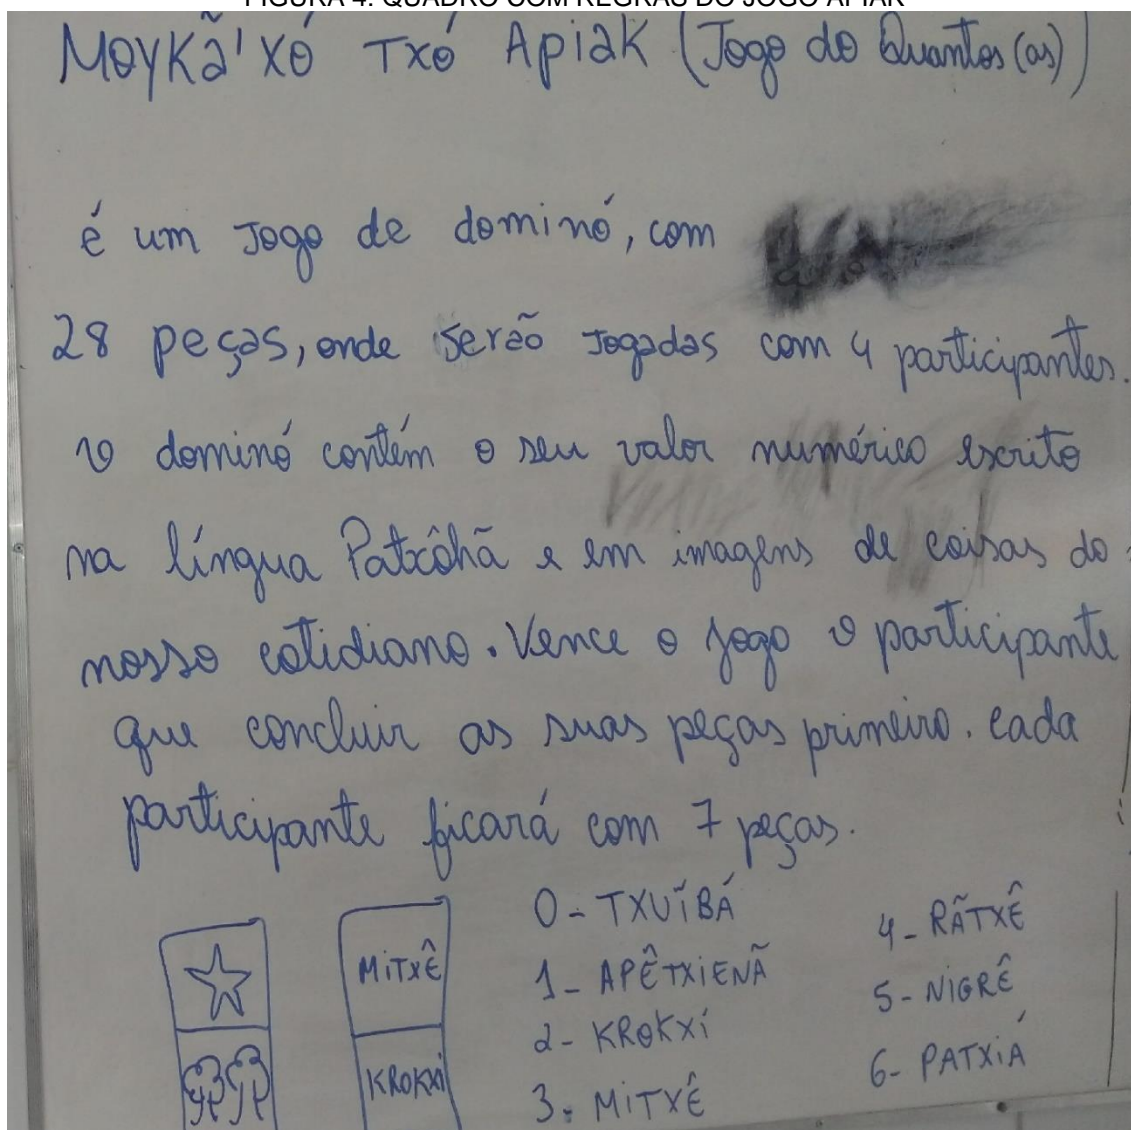 FIGURA 4: QUADRO COM REGRAS DO JOGO APIAK
Moykã'xó Txó Apiak (Jogo do Quantos (as))
é um Jogo de dominó, com
28 peças, onde serão Jogadas com 4 participantes.
o dominó contém o seu valor numérico escrito
na língua Patxôhã e em imagens de coisas do
nosso cotidiano. Vence o jogo o participante
que concluir as suas peças primeiro. cada
participante ficará com 7 peças.
MITXÊ
KROKXI
0 - TXUĨBÁ
1 - APÊTXIENÃ
2 - KROKXÍ
3. MITXÊ
4 - RÃTXÊ
5 - NIGRÊ
6 - PATXIÁ